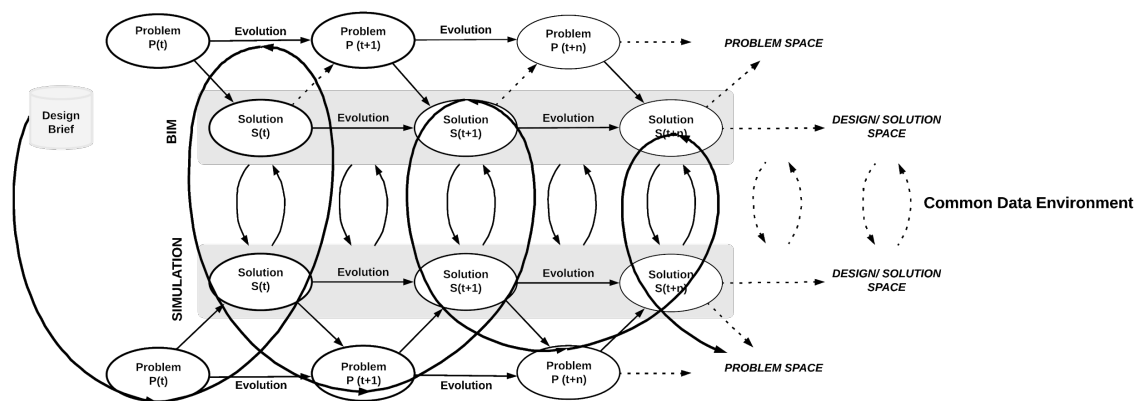 Problem
P(t)
Evolution
Problem
P (t+1)
Evolution
Problem
P (t+n)
PROBLEM SPACE
Design
Brief
BIM
Solution
S(t)
Evolution
Solution
S(t+1)
Evolution
Solution
S(t+n)
DESIGN/ SOLUTION
SPACE
Common Data Environment
SIMULATION
Solution
S(t)
Evolution
Solution
S(t+1)
Evolution
Solution
S(t+n)
DESIGN/ SOLUTION
SPACE
Problem
P(t)
Evolution
Problem
P (t+1)
Evolution
Problem
P (t+n)
PROBLEM SPACE